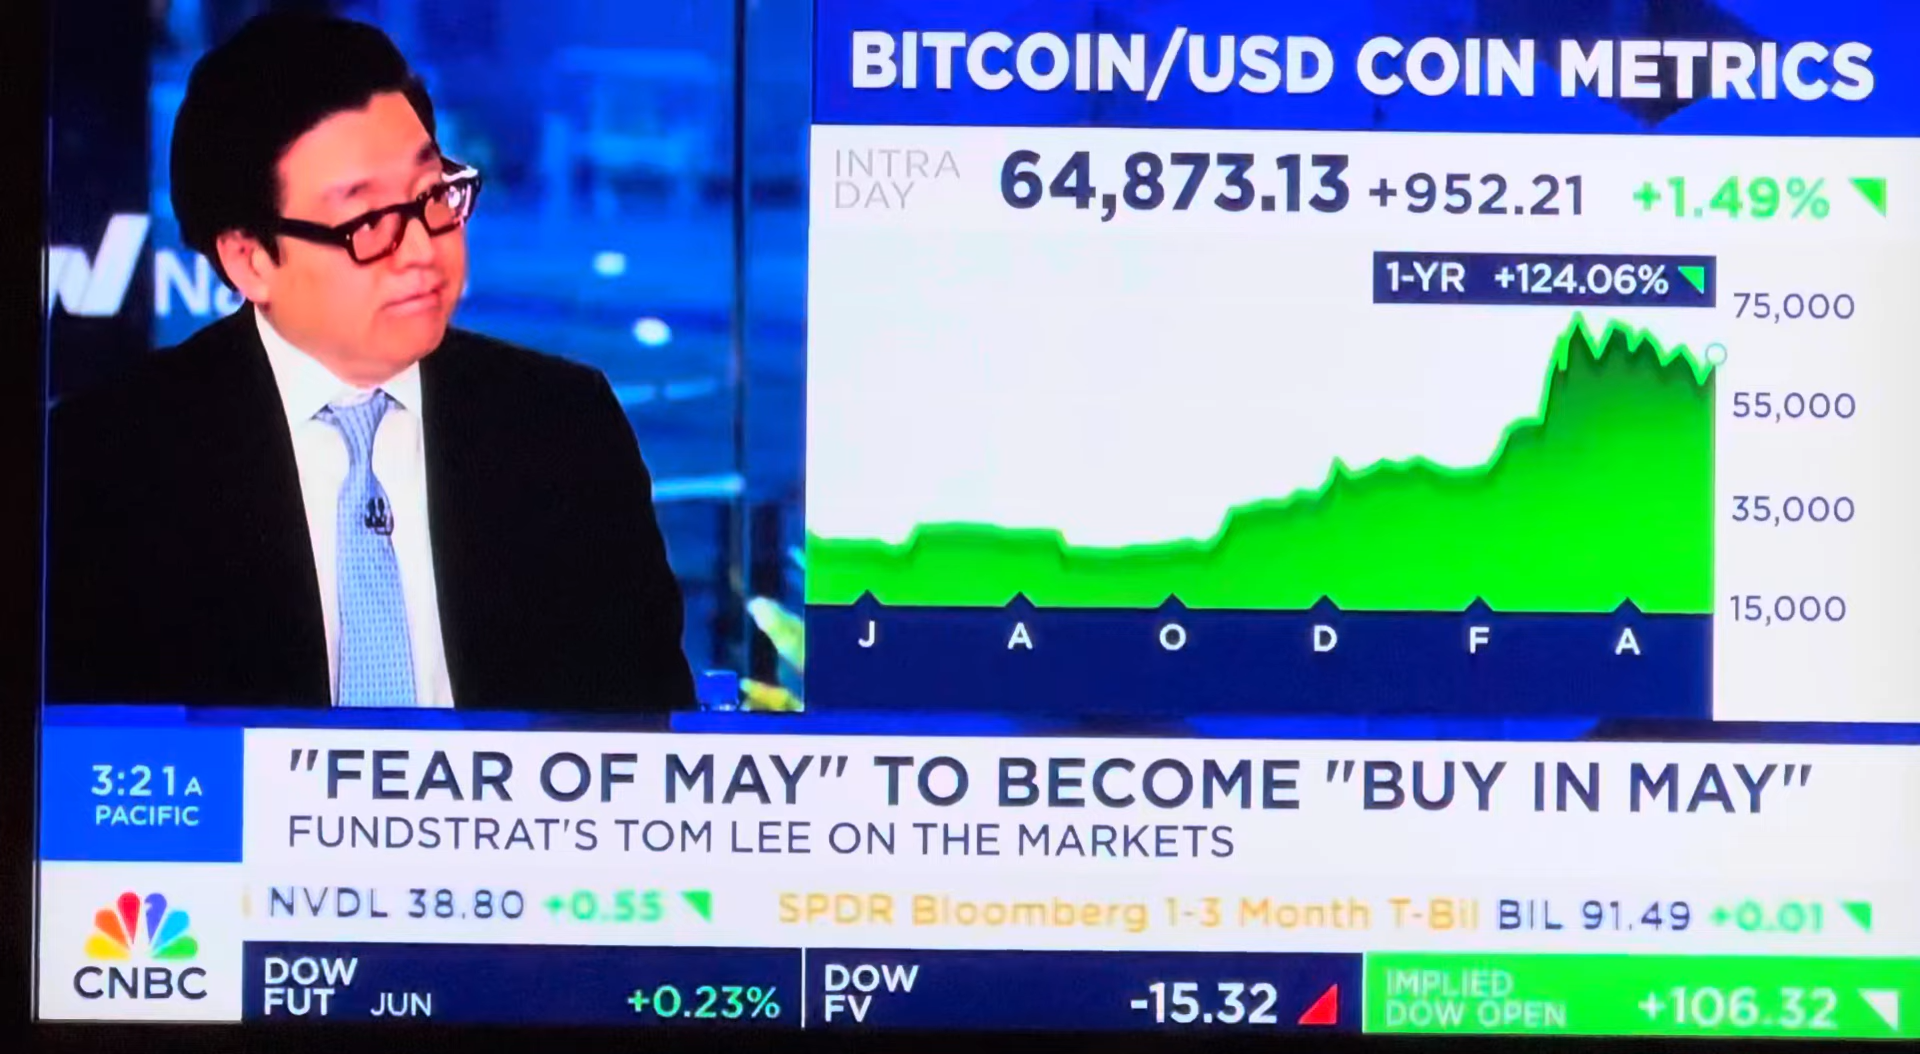 BITCOIN/USD COIN METRICS
INTRA DAY 64,873.13 +952.21 +1.49%
1-YR +124.06%
75,000
55,000
35,000
15,000
J A O D F A
Na
3:21A
PACIFIC
"FEAR OF MAY" TO BECOME "BUY IN MAY"
FUNDSTRAT'S TOM LEE ON THE MARKETS
NVDL 38.80 +0.55 SPDR Bloomberg 1-3 Month T-Bil BIL 91.49 +0.01
CNBC
DOW FUT JUN +0.23%
DOW FV -15.32
IMPLIED DOW OPEN +106.32